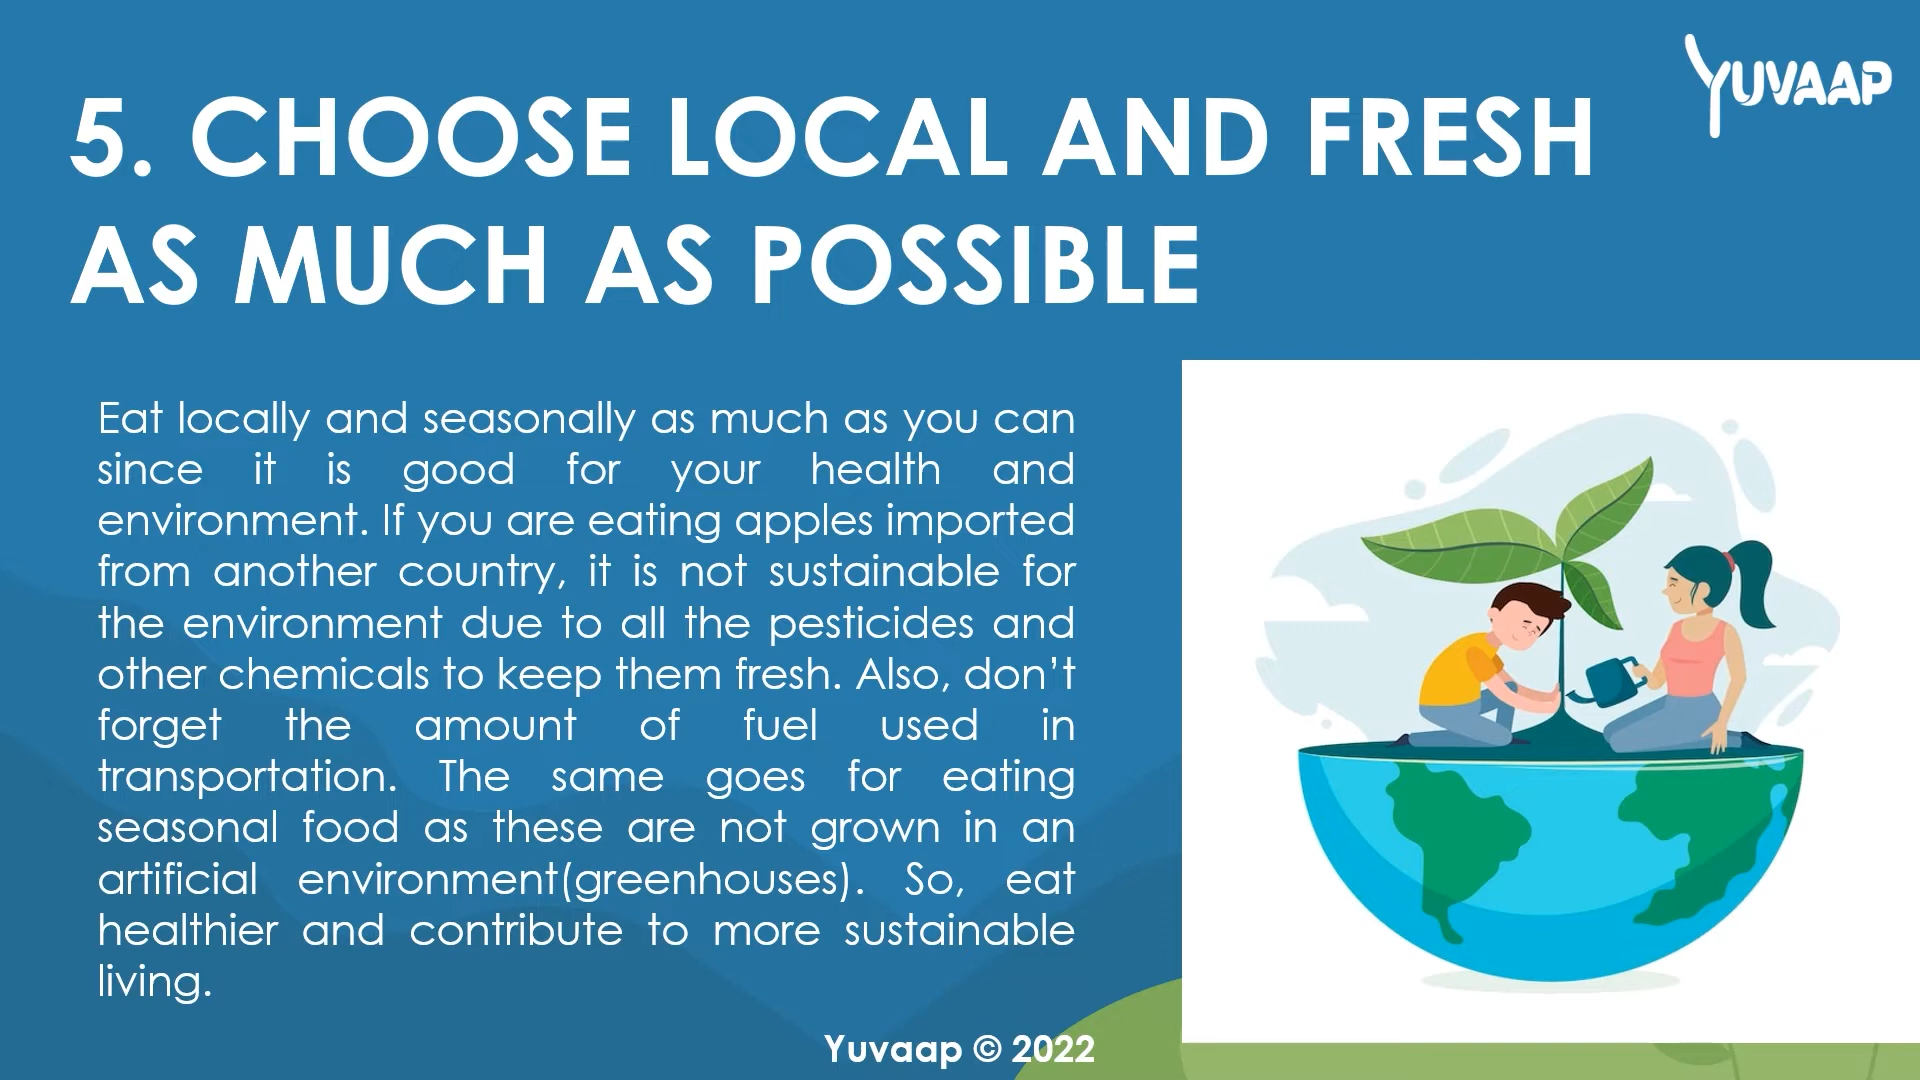 YUVAAP
5. CHOOSE LOCAL AND FRESH
AS MUCH AS POSSIBLE
Eat locally and seasonally as much as you can
since it is good for your health and
environment. If you are eating apples imported
from another country, it is not sustainable for
the environment due to all the pesticides and
other chemicals to keep them fresh. Also, don’t
forget the amount of fuel used in
transportation. The same goes for eating
seasonal food as these are not grown in an
artificial environment(greenhouses). So, eat
healthier and contribute to more sustainable
living.
Yuvaap © 2022